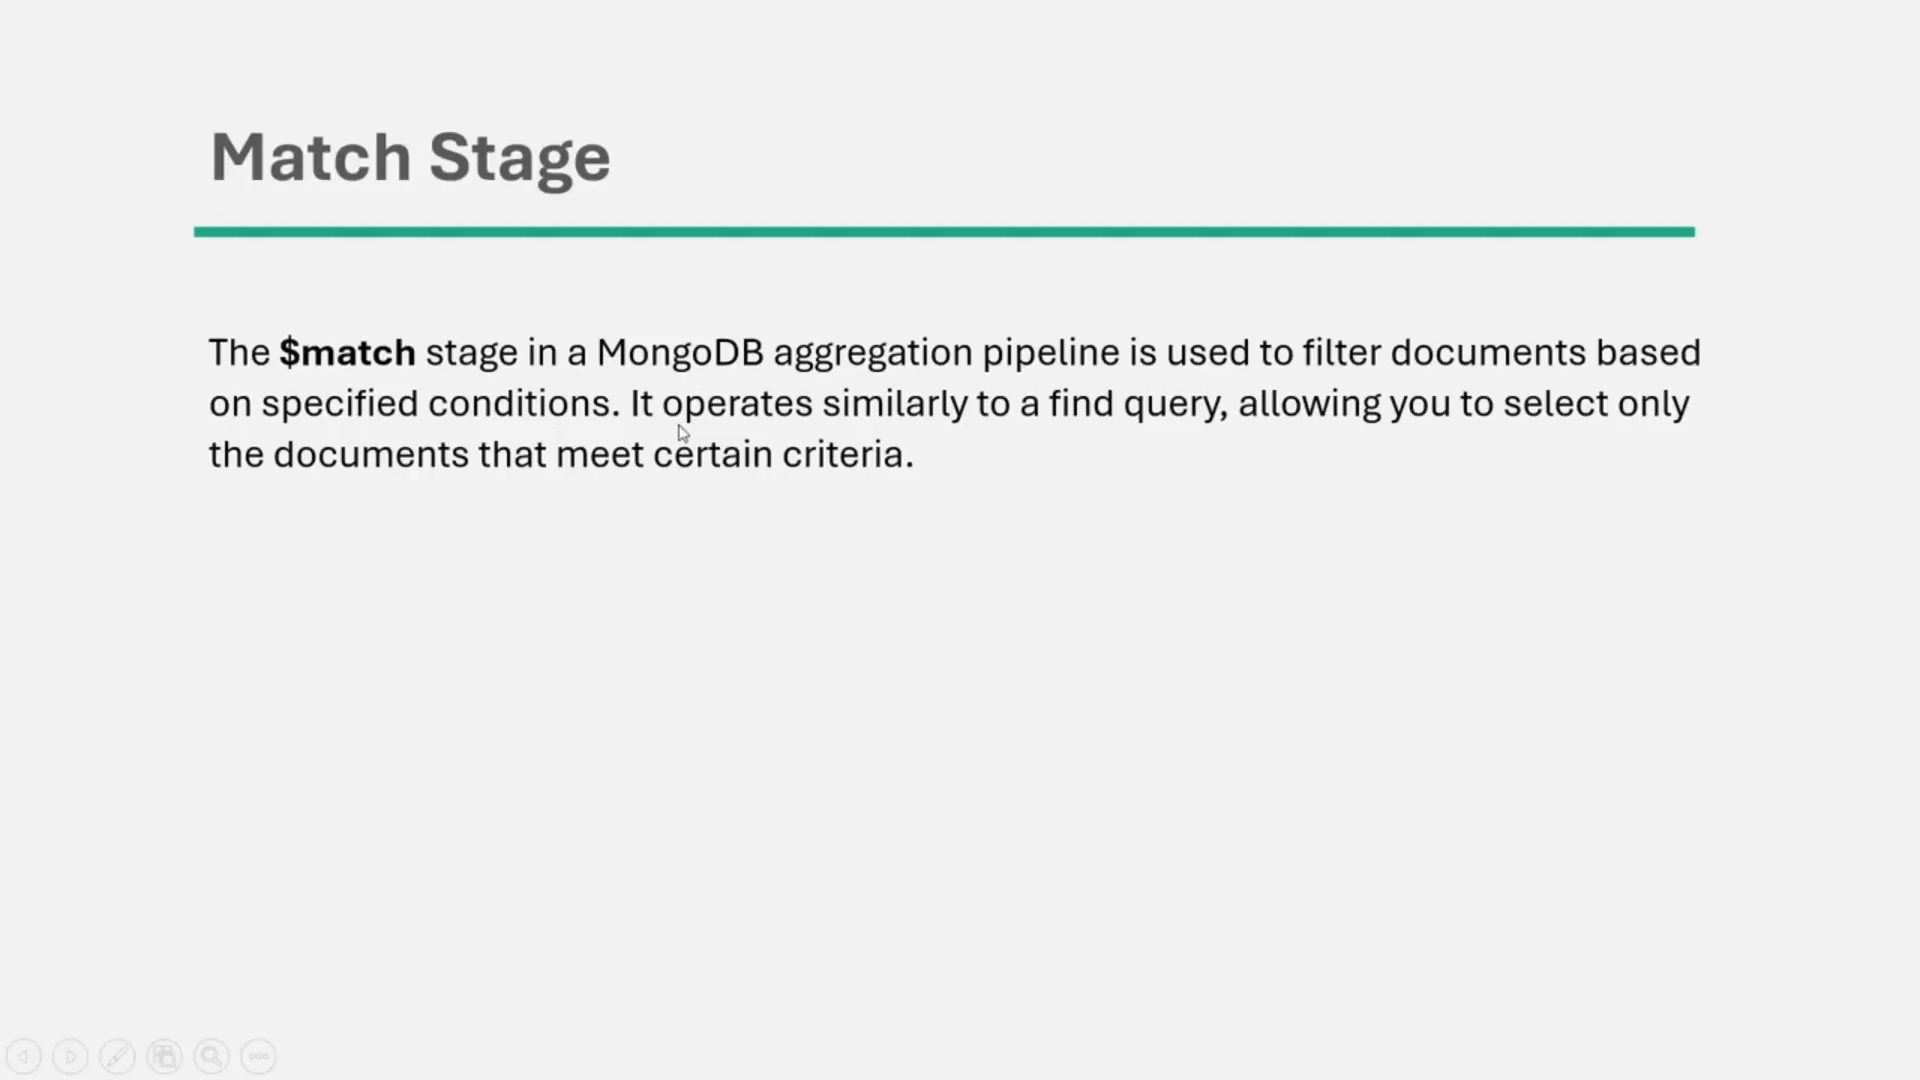 Match Stage
The $match stage in a MongoDB aggregation pipeline is used to filter documents based
on specified conditions. It operates similarly to a find query, allowing you to select only
the documents that meet certain criteria.